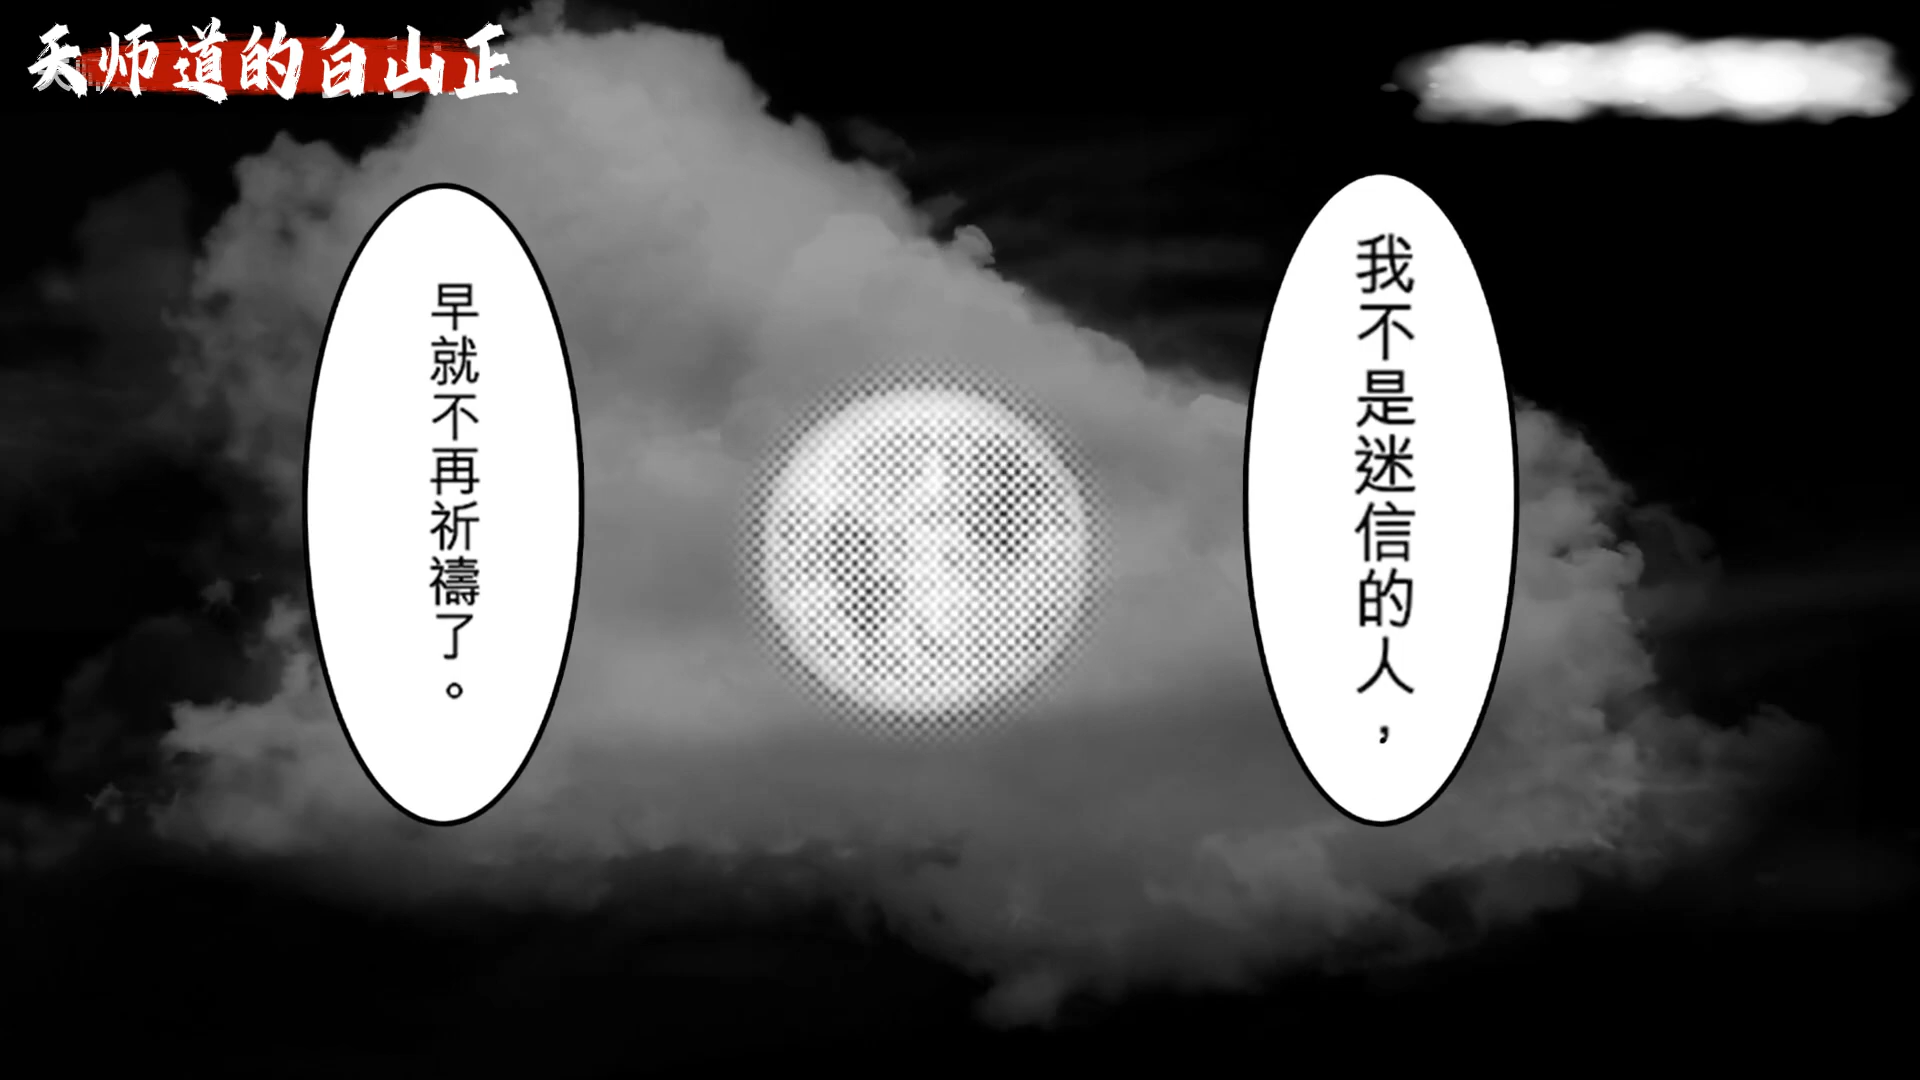 天师道的白山正
我不是迷信的人，
早就不再祈禱了。